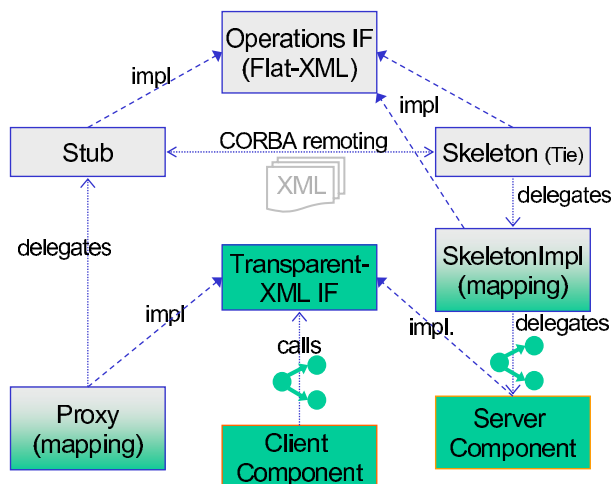 Operations IF
(Flat-XML)
impl
impl
Stub
CORBA remoting
Skeleton (Tie)
XML
delegates
delegates
Transparent-
XML IF
SkeletonImpl
(mapping)
impl
impl.
delegates
calls
Proxy
(mapping)
Client
Component
Server
Component